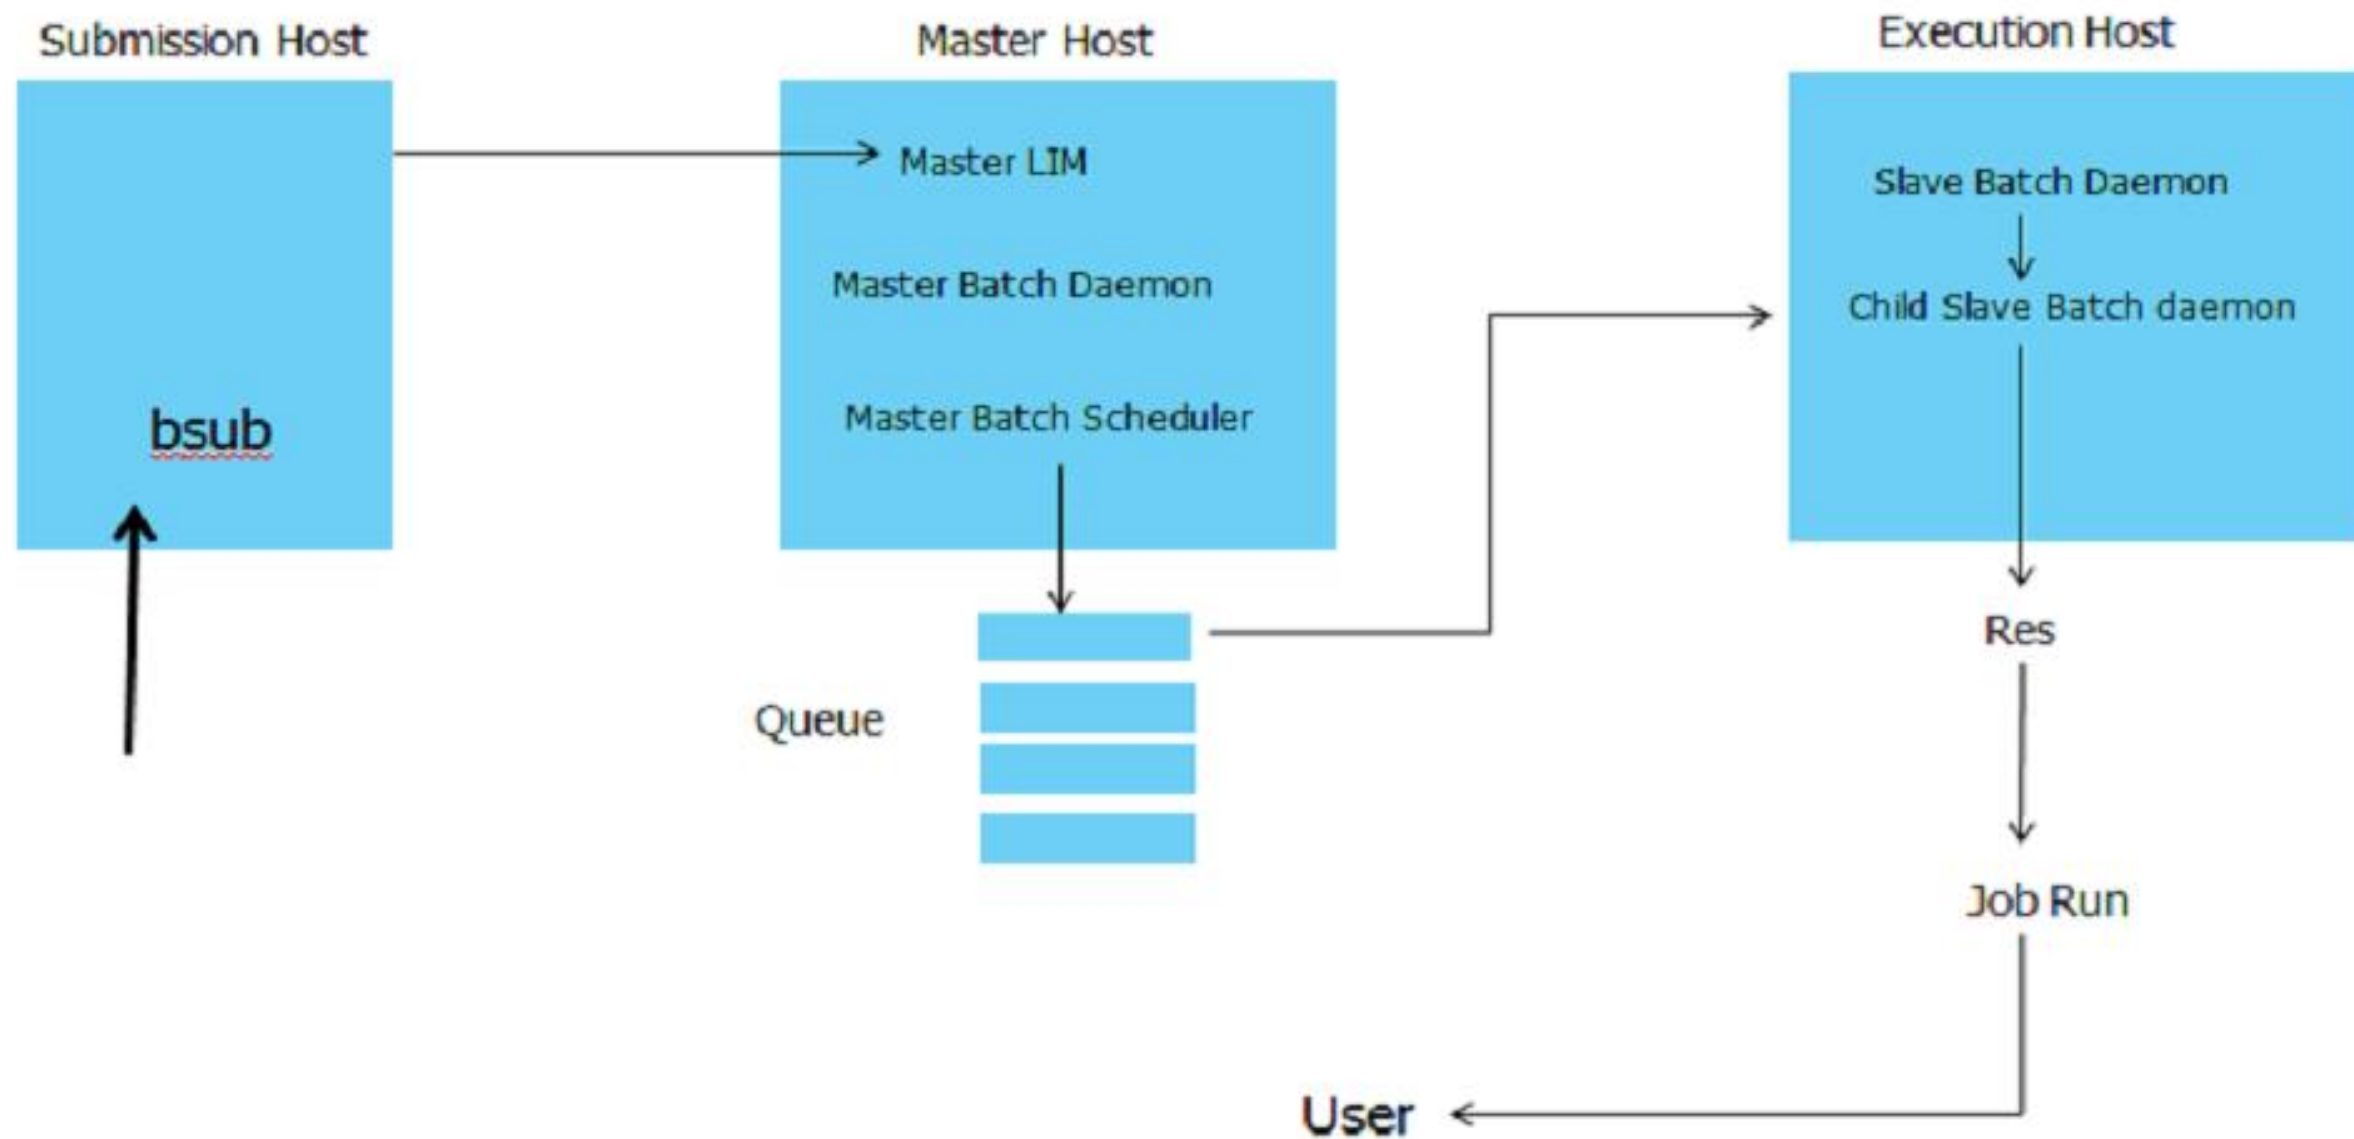 Submission Host
Master Host
Execution Host
Master LIM
Slave Batch Daemon
Master Batch Daemon
Child Slave Batch daemon
Master Batch Scheduler
bsub
Res
Queue
Job Run
User